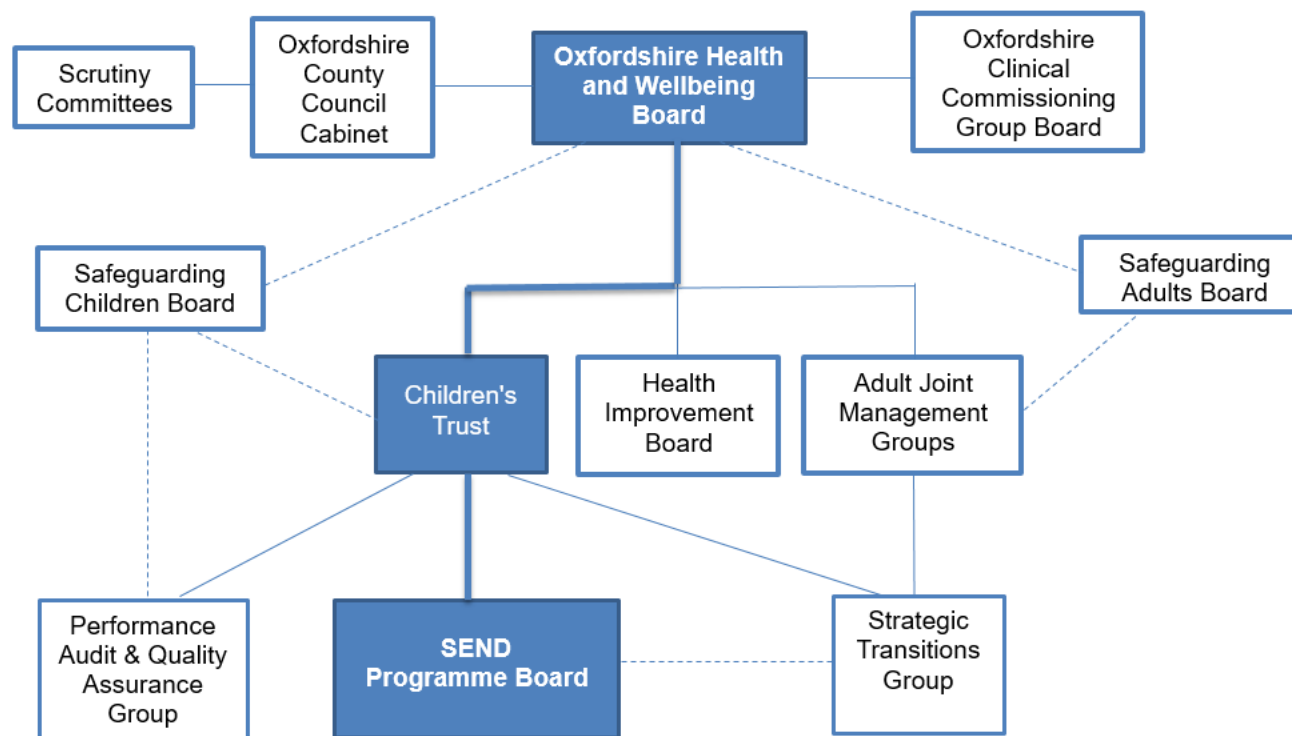 Scrutiny
Committees
Oxfordshire
County
Council
Cabinet
Oxfordshire Health
and Wellbeing
Board
Oxfordshire
Clinical
Commissioning
Group Board
Safeguarding
Children Board
Safeguarding
Adults Board
Children's
Trust
Health
Improvement
Board
Adult Joint
Management
Groups
Performance
Audit & Quality
Assurance
Group
SEND
Programme Board
Strategic
Transitions
Group